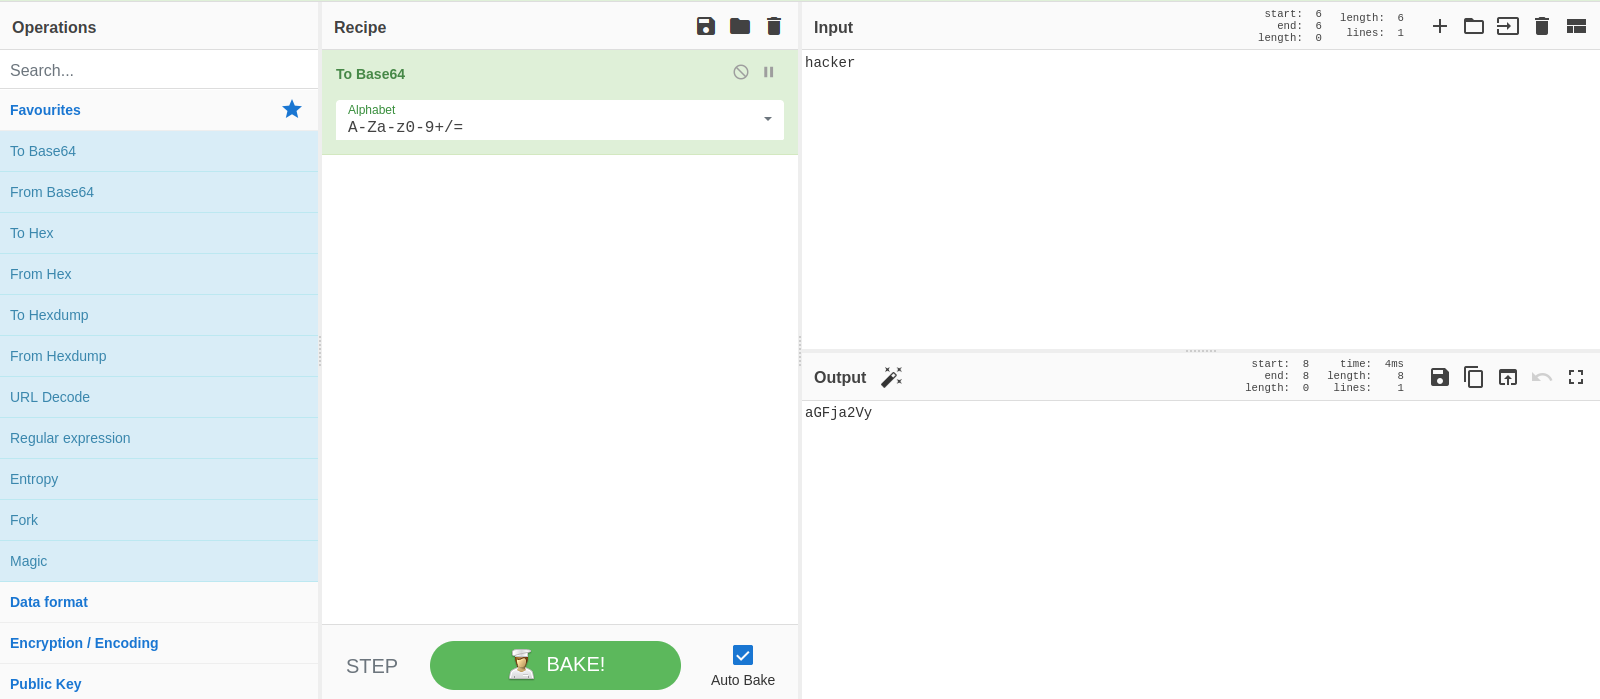 Operations
Search...
Favourites
To Base64
From Base64
To Hex
From Hex
To Hexdump
From Hexdump
URL Decode
Regular expression
Entropy
Fork
Magic
Data format
Encryption / Encoding
Public Key
Recipe
To Base64
Alphabet
A-Za-z0-9+/=
STEP
BAKE!
Auto Bake
Input
start: 6
end: 6
length: 0
length: 6
lines: 1
hacker
Output
start: 8
end: 8
length: 0
time: 4ms
length: 8
lines: 1
aGFja2Vy